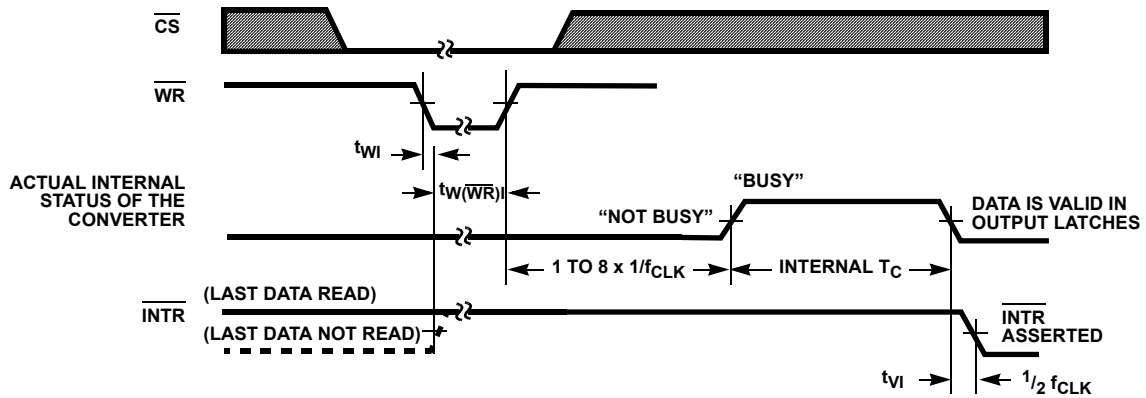 CS
WR
tWI
tW(WR)I
ACTUAL INTERNAL
STATUS OF THE
CONVERTER
“BUSY”
“NOT BUSY”
DATA IS VALID IN
OUTPUT LATCHES
1 TO 8 x 1/fCLK
INTERNAL TC
(LAST DATA READ)
INTR
(LAST DATA NOT READ)
INTR
ASSERTED
tVI
1/2 fCLK